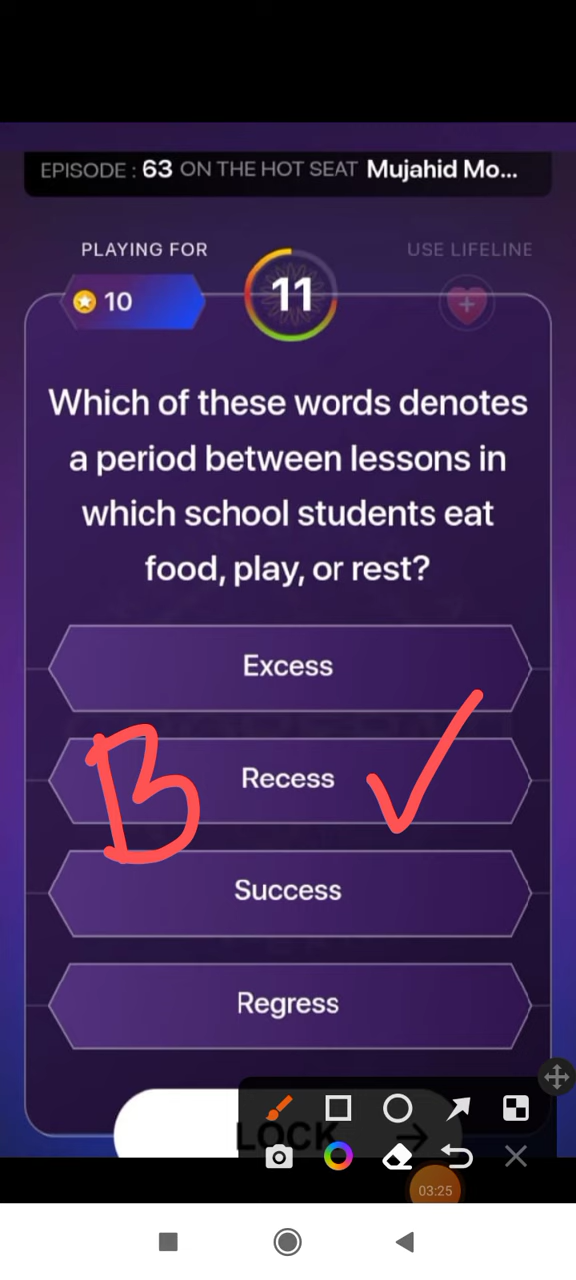 EPISODE : 63 ON THE HOT SEAT Mujahid Mo...
PLAYING FOR
USE LIFELINE
10
11
Which of these words denotes
a period between lessons in
which school students eat
food, play, or rest?
Excess
B
Recess
Success
Regress
LOCK
03:25